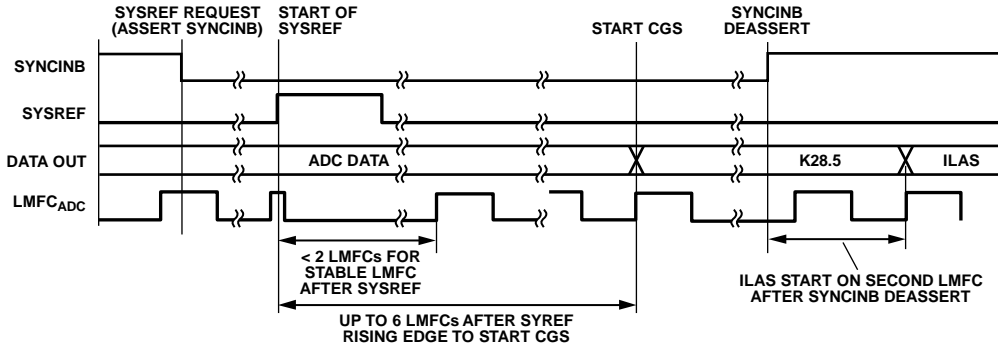 SYSREF REQUEST
(ASSERT SYNCINB)
START OF
SYSREF
START CGS
SYNCINB
DEASSERT
SYNCINB
SYSREF
DATA OUT
ADC DATA
K28.5
ILAS
LMFCADC
< 2 LMFCs FOR
STABLE LMFC
AFTER SYSREF
ILAS START ON SECOND LMFC
AFTER SYNCINB DEASSERT
UP TO 6 LMFCs AFTER SYREF
RISING EDGE TO START CGS